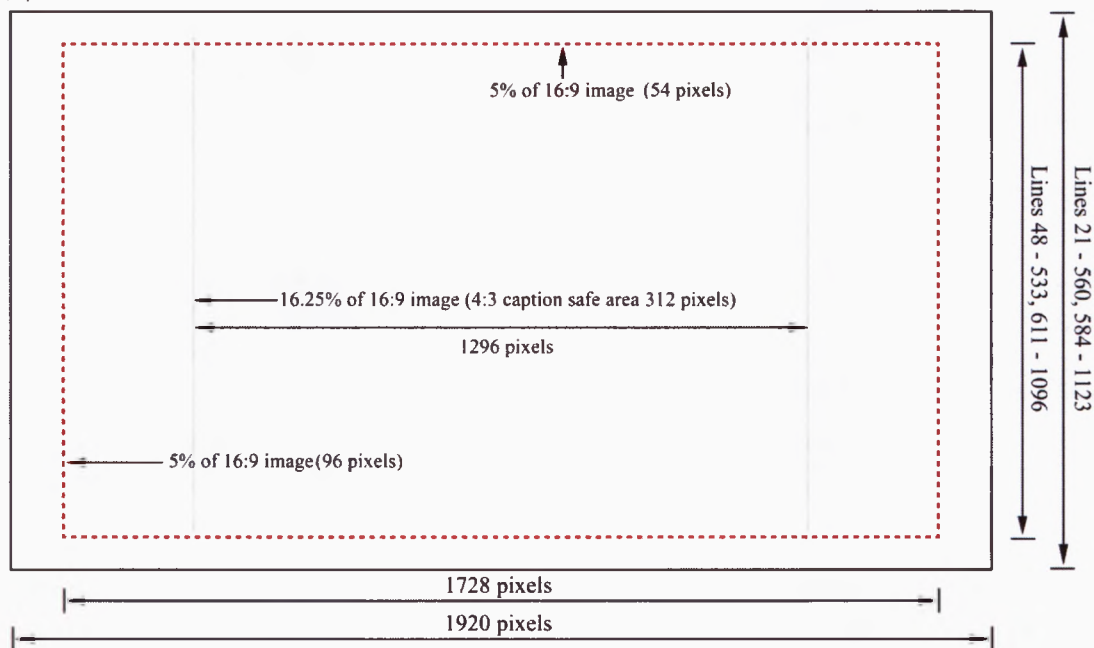 5% of 16:9 image (54 pixels)
16.25% of 16:9 image (4:3 caption safe area 312 pixels)
1296 pixels
5% of 16:9 image(96 pixels)
1728 pixels
1920 pixels
Lines 48 - 533, 611 - 1096
Lines 21 - 560, 584 - 1123